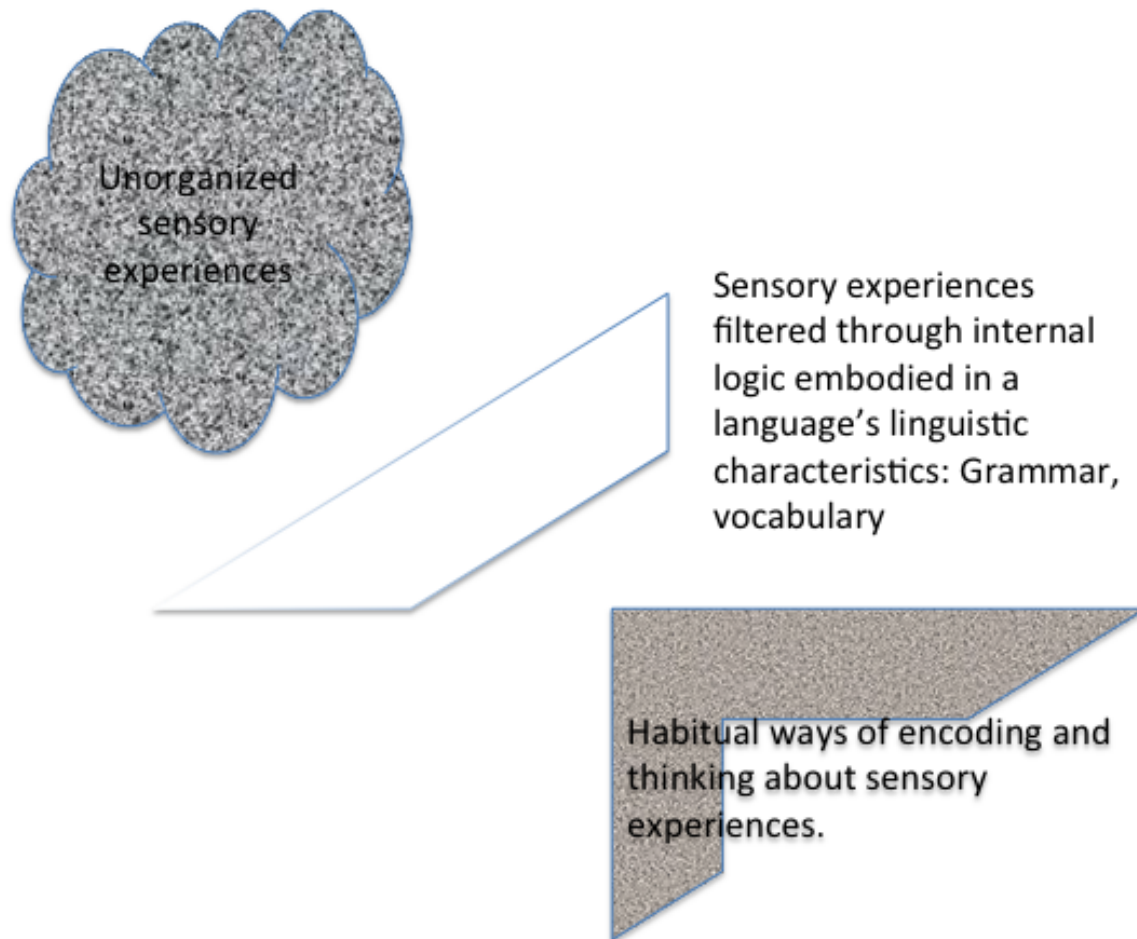 Unorganized
sensory
experiences
Sensory experiences
filtered through internal
logic embodied in a
language’s linguistic
characteristics: Grammar,
vocabulary
Habitual ways of encoding and
thinking about sensory
experiences.